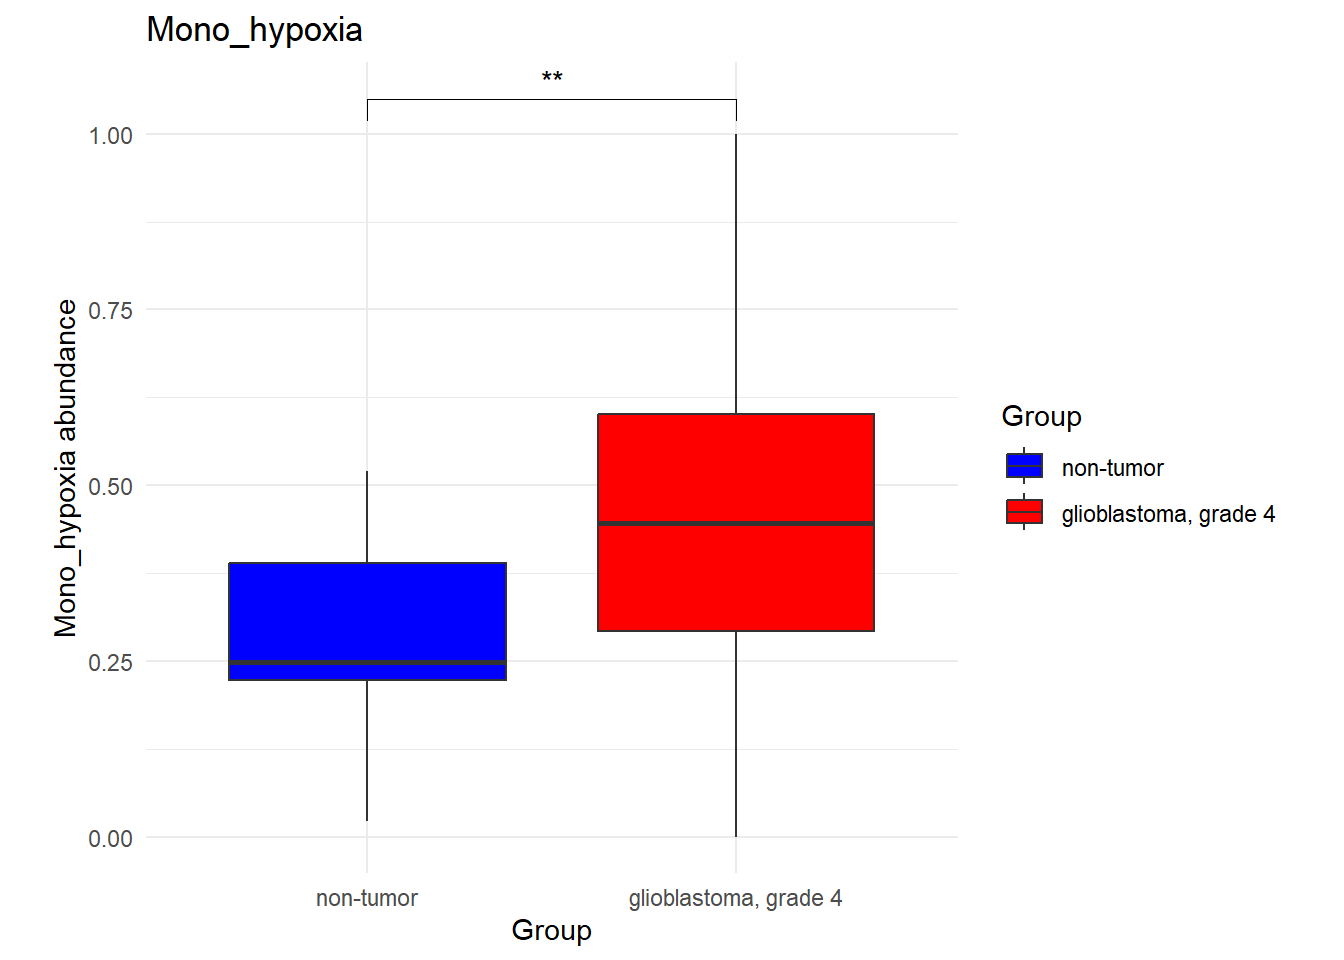 Mono_hypoxia
**
1.00
0.75
0.50
0.25
0.00
Mono_hypoxia abundance
non-tumor
glioblastoma, grade 4
Group
Group
non-tumor
glioblastoma, grade 4